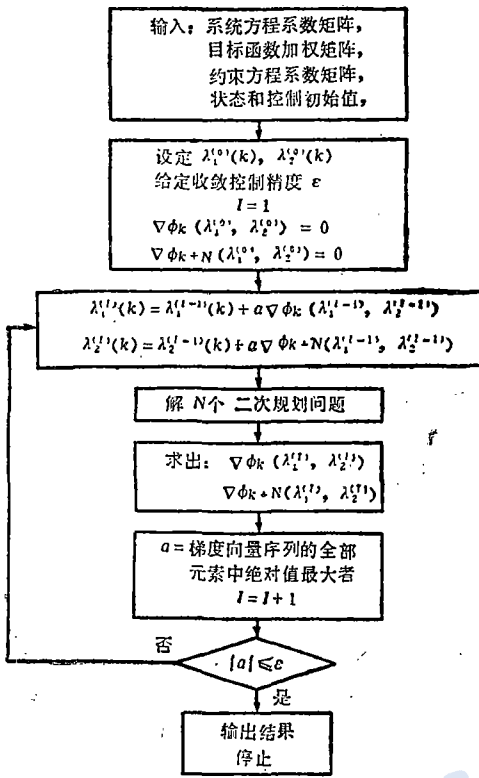 输入：系统方程系数矩阵，
目标函数加权矩阵，
约束方程系数矩阵，
状态和控制初始值，
设定 λ₁⁽⁰⁾(k), λ₂⁽⁰⁾(k)
给定收敛控制精度 ε
l = 1
∇φk (λ₁⁽⁰⁾, λ₂⁽⁰⁾) = 0
∇φk+N (λ₁⁽⁰⁾, λ₂⁽⁰⁾) = 0
λ₁⁽ˡ⁾(k) = λ₁⁽ˡ⁻¹⁾(k) + a∇φk (λ₁⁽ˡ⁻¹⁾, λ₂⁽ˡ⁻¹⁾)
λ₂⁽ˡ⁾(k) = λ₂⁽ˡ⁻¹⁾(k) + a∇φk+N(λ₁⁽ˡ⁻¹⁾, λ₂⁽ˡ⁻¹⁾)
解 N个 二次规划问题
求出： ∇φk (λ₁⁽ˡ⁾, λ₂⁽ˡ⁾)
∇φk+N(λ₁⁽ˡ⁾, λ₂⁽ˡ⁾)
a = 梯度向量序列的全部
元素中绝对值最大者
l = l + 1
否
|a| ≤ ε
是
输出结果
停止